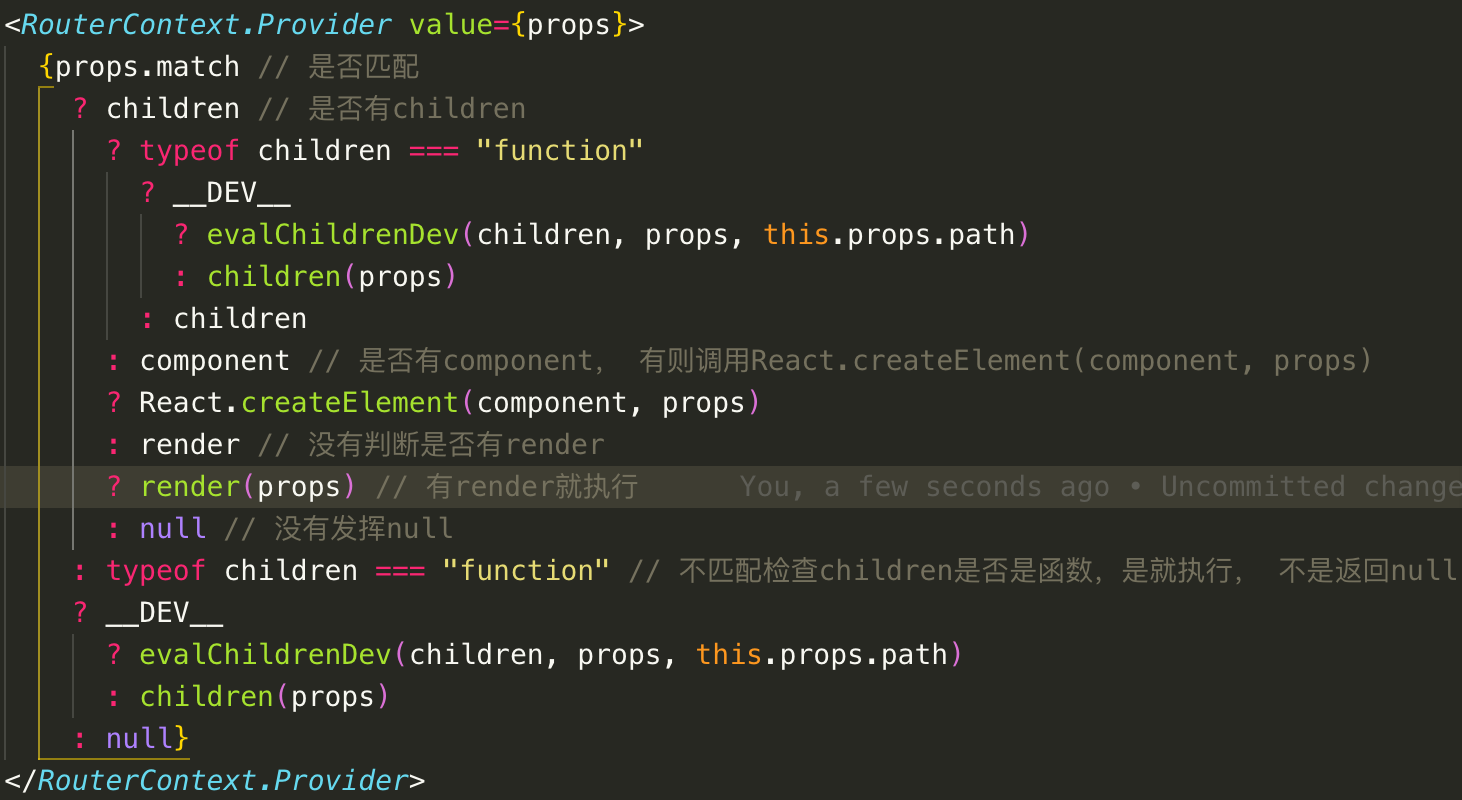 <RouterContext.Provider value={props}>
{props.match // 是否匹配
? children // 是否有children
? typeof children === "function"
? __DEV__
? evalChildrenDev(children, props, this.props.path)
: children(props)
: children
: component // 是否有component， 有则调用React.createElement(component, props)
? React.createElement(component, props)
: render // 没有判断是否有render
? render(props) // 有render就执行 You, a few seconds ago • Uncommitted change
: null // 没有发挥null
: typeof children === "function" // 不匹配检查children是否是函数，是就执行， 不是返回null
? __DEV__
? evalChildrenDev(children, props, this.props.path)
: children(props)
: null}
</RouterContext.Provider>